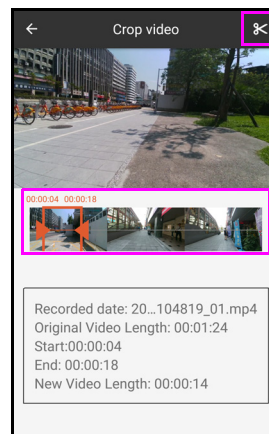 Crop video
00:00:04 00:00:18
Recorded date: 20...104819_01.mp4
Original Video Length: 00:01:24
Start:00:00:04
End: 00:00:18
New Video Length: 00:00:14